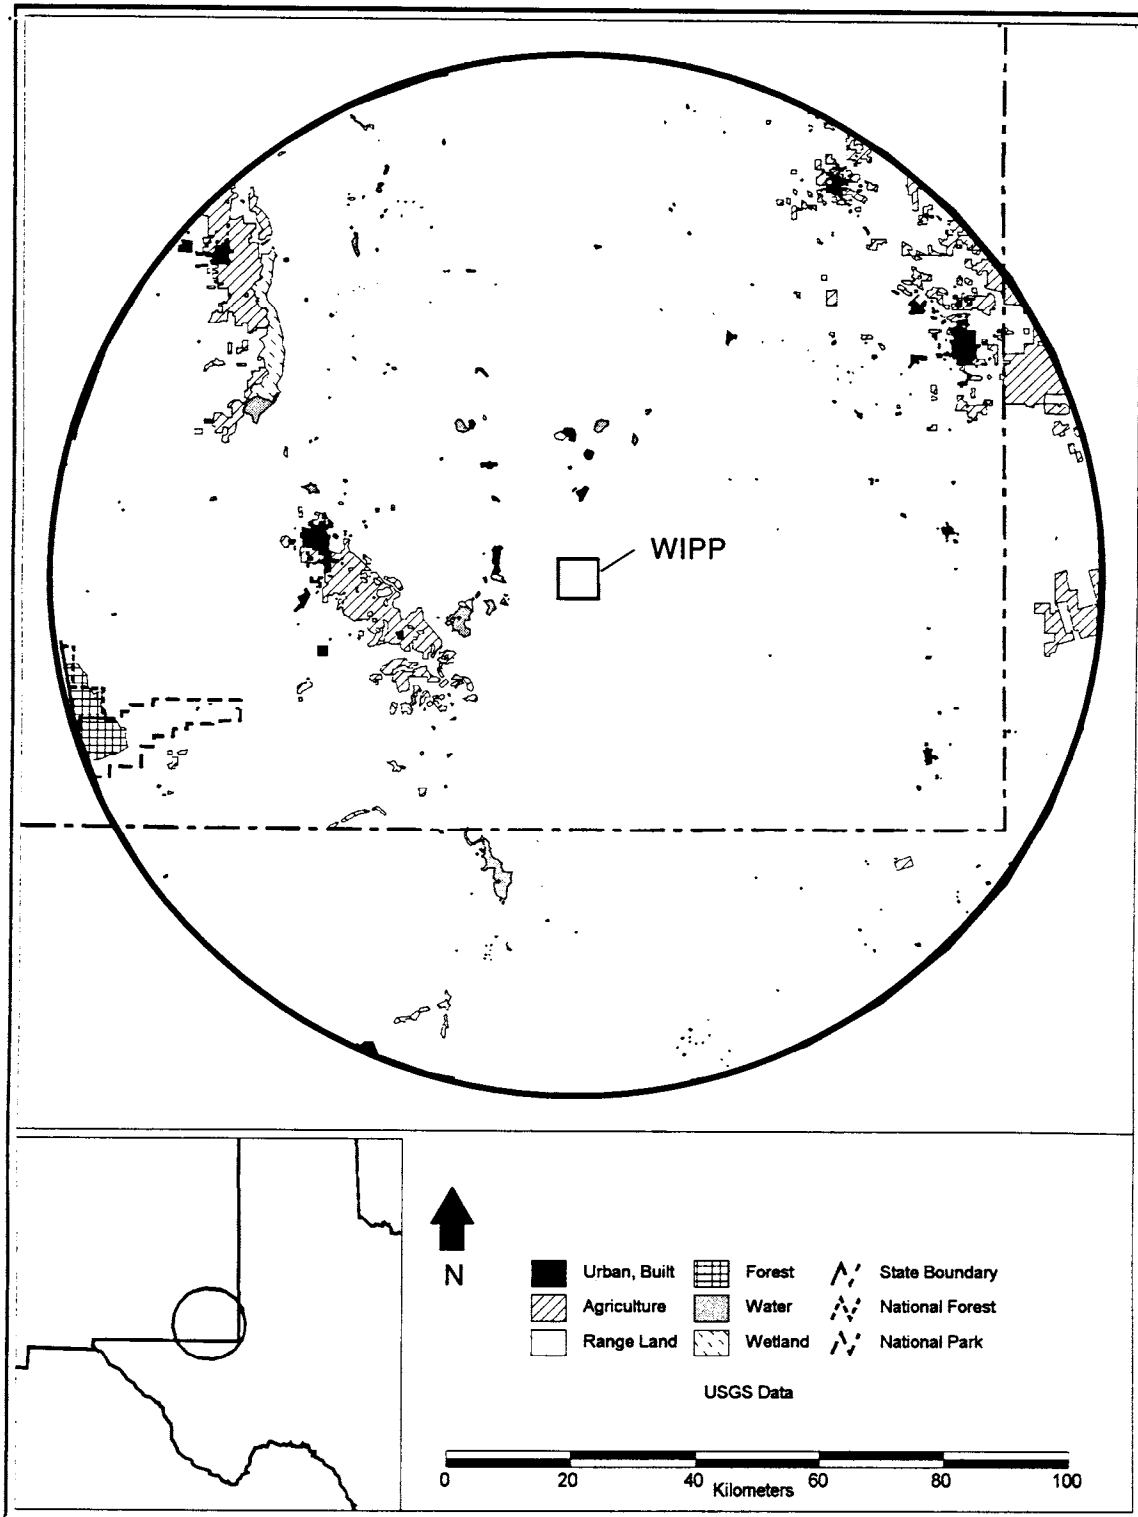 WIPP
N
Urban, Built Forest State Boundary
Agriculture Water National Forest
Range Land Wetland National Park
USGS Data
0 20 40 60 80 100
Kilometers